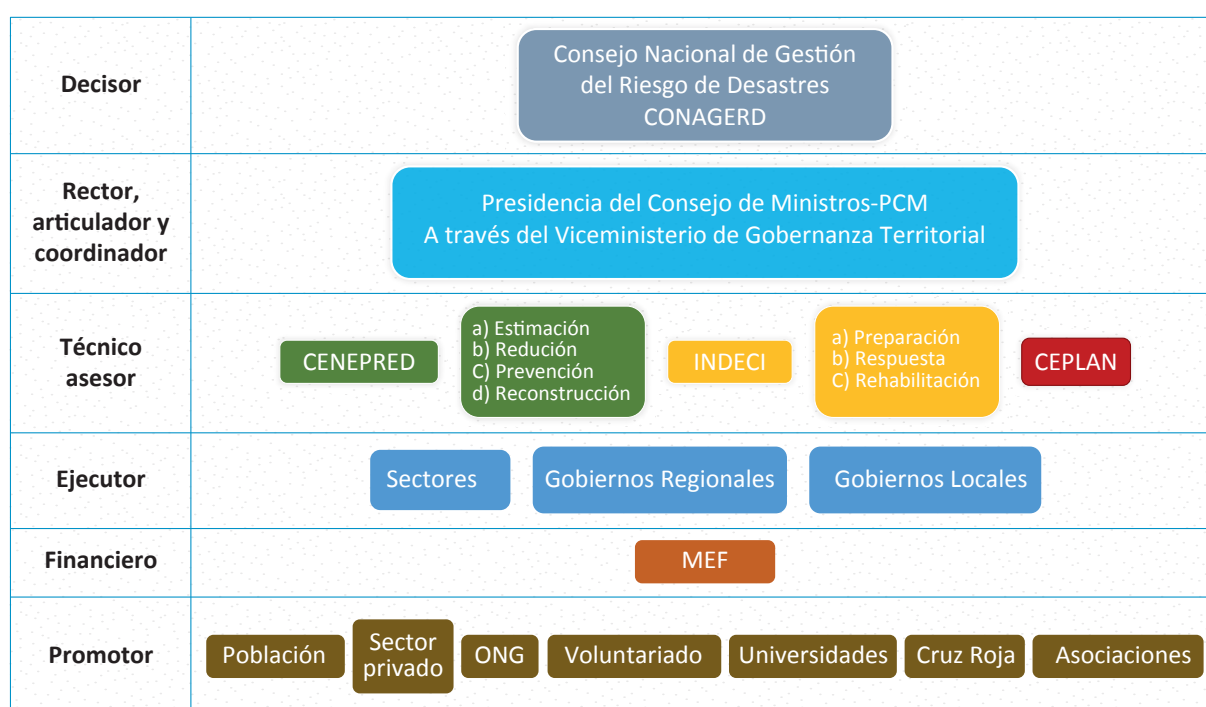 Decisor
Consejo Nacional de Gestión
del Riesgo de Desastres
CONAGERD
Rector,
articulador y
coordinador
Presidencia del Consejo de Ministros-PCM
A través del Viceministerio de Gobernanza Territorial
Técnico
asesor
CENEPRED
a) Estimación
b) Redución
C) Prevención
d) Reconstrucción
INDECI
a) Preparación
b) Respuesta
C) Rehabilitación
CEPLAN
Ejecutor
Sectores
Gobiernos Regionales
Gobiernos Locales
Financiero
MEF
Promotor
Población
Sector
privado
ONG
Voluntariado
Universidades
Cruz Roja
Asociaciones